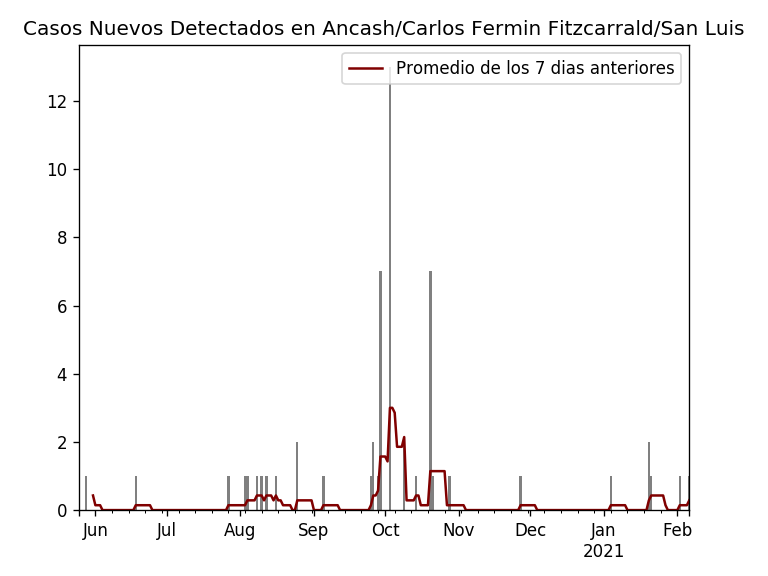 Casos Nuevos Detectados en Ancash/Carlos Fermin Fitzcarrald/San Luis
Promedio de los 7 dias anteriores
12
10
8
6
4
2
0
Jun Jul Aug Sep Oct Nov Dec Jan Feb
2021